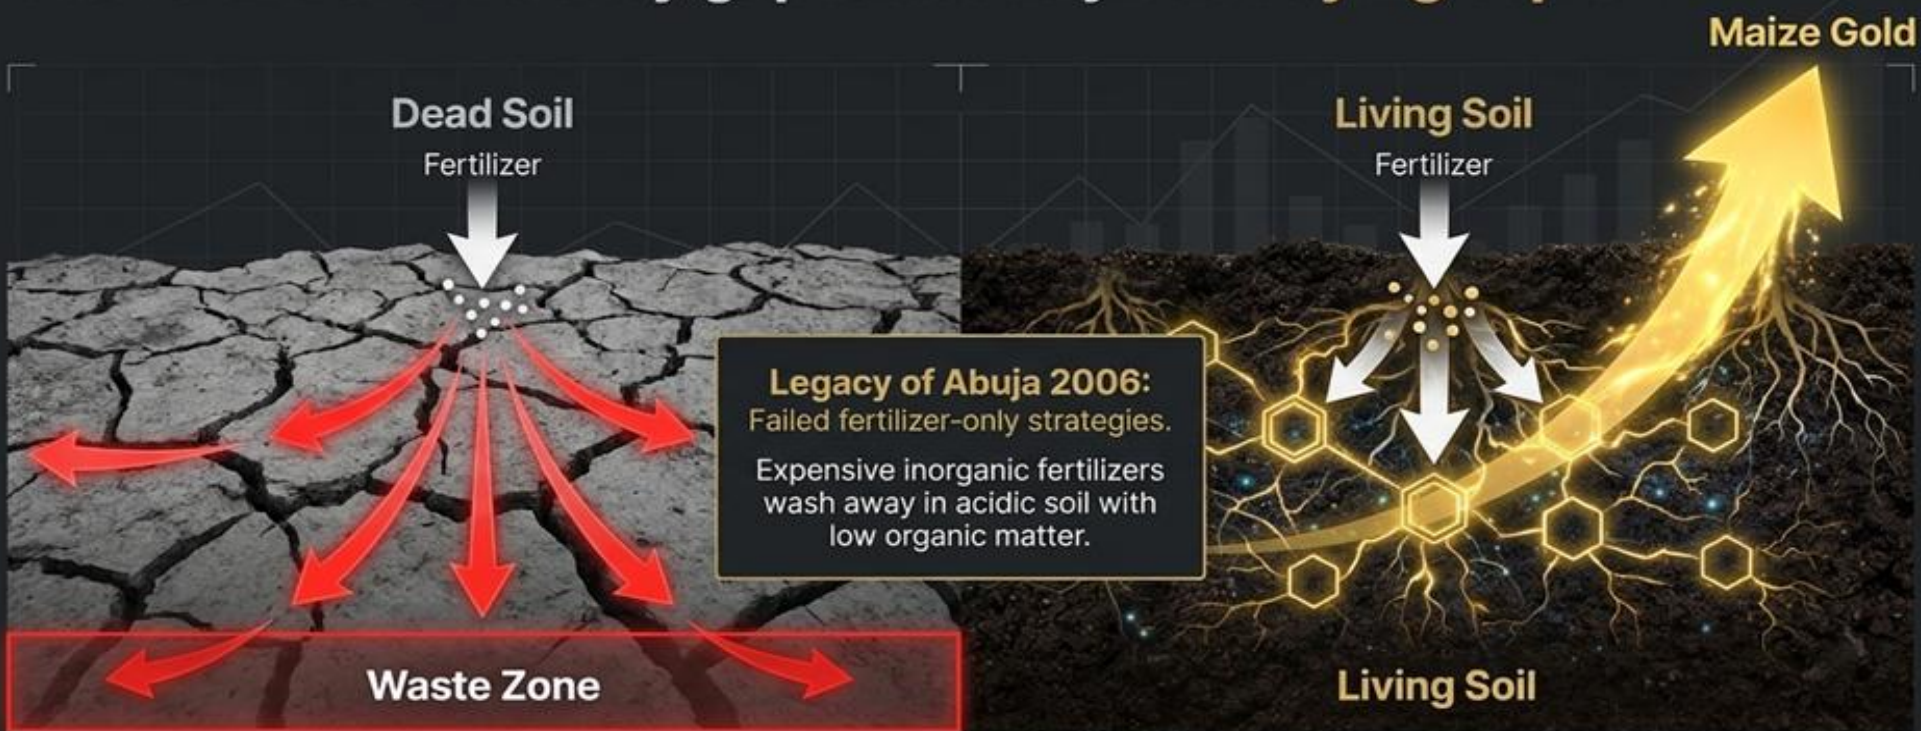 Maize Gold
Dead Soil
Fertilizer
Living Soil
Fertilizer
Legacy of Abuja 2006:
Failed fertilizer-only strategies.
Expensive inorganic fertilizers
wash away in acidic soil with
low organic matter.
Waste Zone
Living Soil